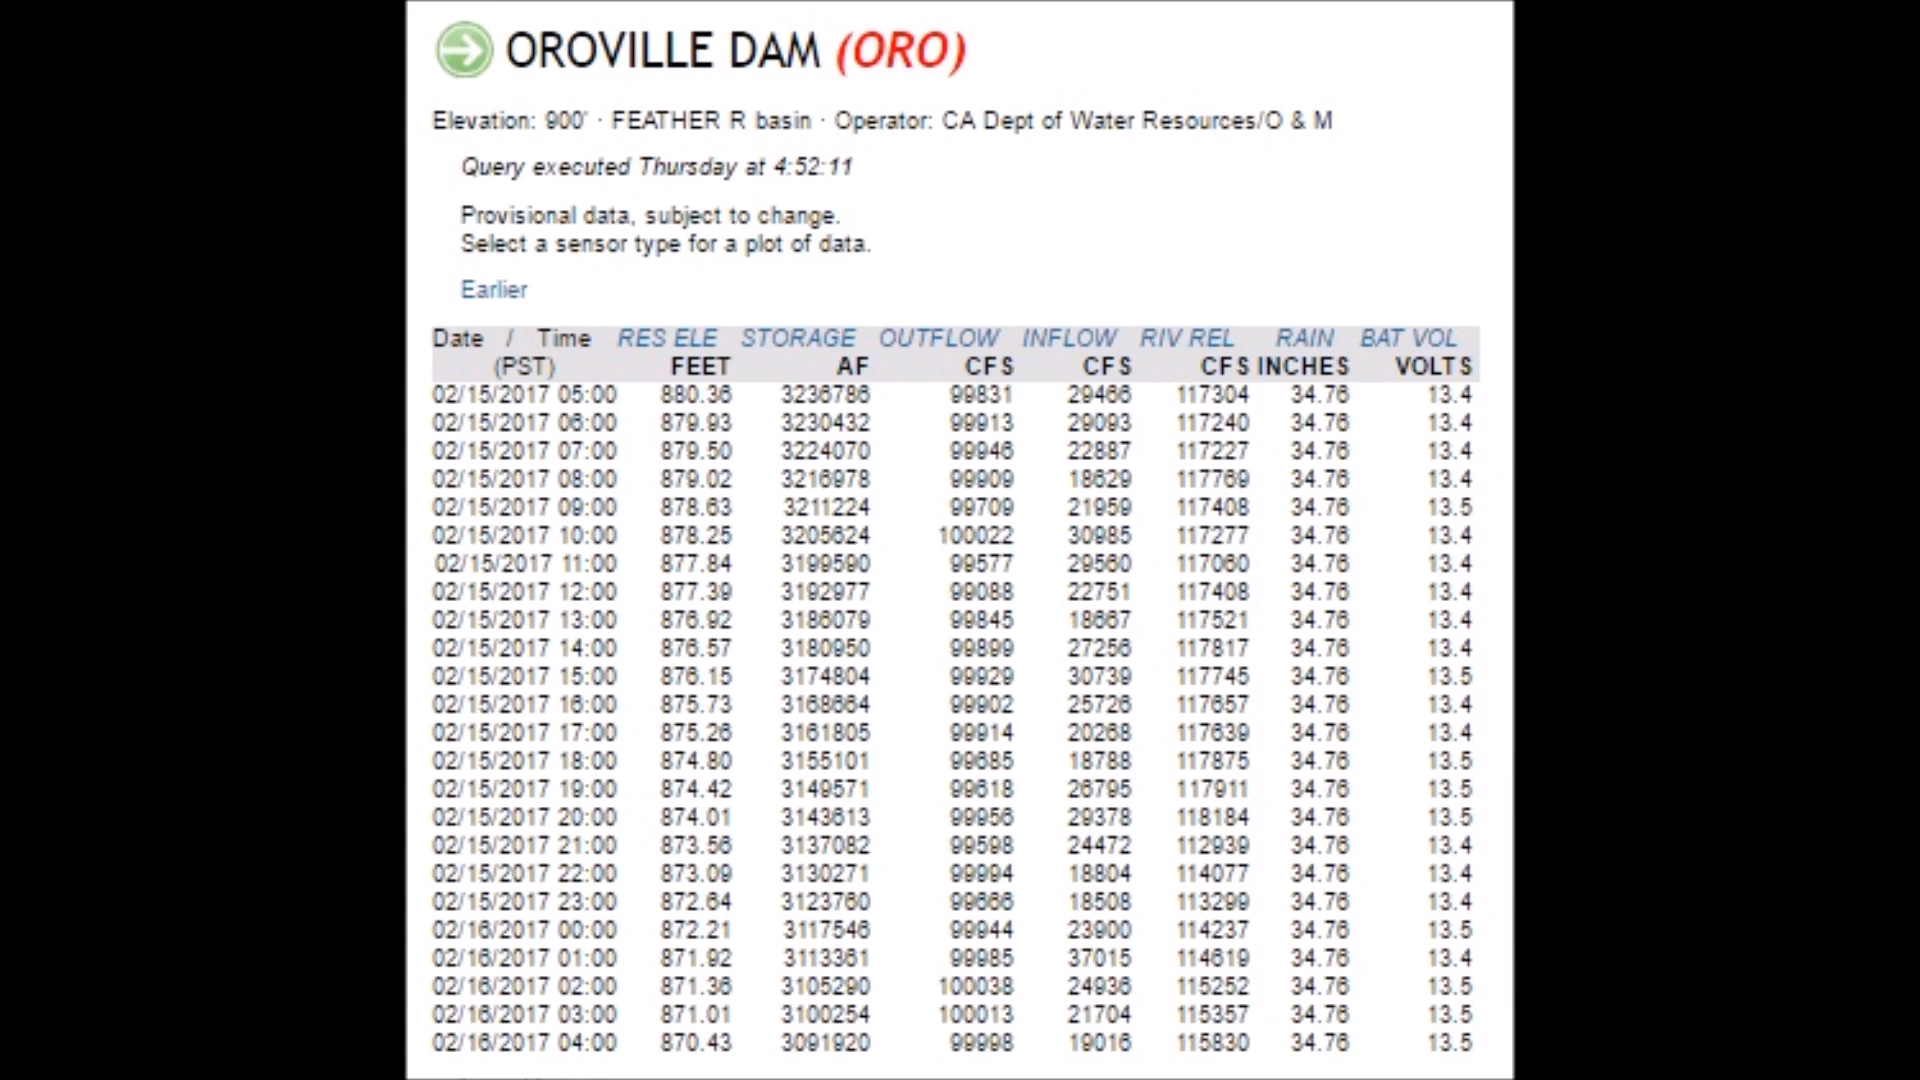 OROVILLE DAM (ORO)
Elevation: 900' · FEATHER R basin · Operator: CA Dept of Water Resources/O & M
Query executed Thursday at 4:52:11
Provisional data, subject to change.
Select a sensor type for a plot of data.
Earlier
Date / Time RES ELE STORAGE OUTFLOW INFLOW RIV REL RAIN BAT VOL
(PST) FEET AF CFS CFS CFS INCHES VOLTS
02/15/2017 05:00 880.36 3236786 99831 29466 117304 34.76 13.4
02/15/2017 06:00 879.93 3230432 99913 29093 117240 34.76 13.4
02/15/2017 07:00 879.50 3224070 99946 22887 117227 34.76 13.4
02/15/2017 08:00 879.02 3216978 99909 18629 117769 34.76 13.4
02/15/2017 09:00 878.63 3211224 99709 21959 117408 34.76 13.5
02/15/2017 10:00 878.25 3205624 100022 30985 117277 34.76 13.4
02/15/2017 11:00 877.84 3199590 99577 29560 117060 34.76 13.4
02/15/2017 12:00 877.39 3192977 99088 22751 117408 34.76 13.4
02/15/2017 13:00 876.92 3186079 99845 18667 117521 34.76 13.4
02/15/2017 14:00 876.57 3180950 99899 27256 117817 34.76 13.4
02/15/2017 15:00 876.15 3174804 99929 30739 117745 34.76 13.5
02/15/2017 16:00 875.73 3168664 99902 25726 117657 34.76 13.4
02/15/2017 17:00 875.26 3161805 99914 20268 117639 34.76 13.4
02/15/2017 18:00 874.80 3155101 99685 18788 117875 34.76 13.5
02/15/2017 19:00 874.42 3149571 99618 26795 117911 34.76 13.5
02/15/2017 20:00 874.01 3143613 99956 29378 118184 34.76 13.5
02/15/2017 21:00 873.56 3137082 99598 24472 112939 34.76 13.4
02/15/2017 22:00 873.09 3130271 99994 18804 114077 34.76 13.4
02/15/2017 23:00 872.64 3123760 99666 18508 113299 34.76 13.4
02/16/2017 00:00 872.21 3117546 99944 23900 114237 34.76 13.5
02/16/2017 01:00 871.92 3113361 99985 37015 114619 34.76 13.4
02/16/2017 02:00 871.36 3105290 100038 24936 115252 34.76 13.5
02/16/2017 03:00 871.01 3100254 100013 21704 115357 34.76 13.5
02/16/2017 04:00 870.43 3091920 99998 19016 115830 34.76 13.5